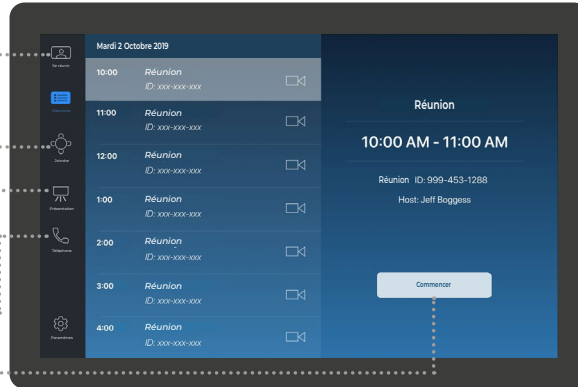 Se réunir
Joindre
Présentation
Téléphone
Paramètres
Mardi 2 Octobre 2019
10:00 Réunion
ID: xxx-xxx-xxx
11:00 Réunion
ID: xxx-xxx-xxx
12:00 Réunion
ID: xxx-xxx-xxx
1:00 Réunion
ID: xxx-xxx-xxx
2:00 Réunion
ID: xxx-xxx-xxx
3:00 Réunion
ID: xxx-xxx-xxx
4:00 Réunion
ID: xxx-xxx-xxx
Réunion
10:00 AM - 11:00 AM
Réunion ID: 999-453-1288
Host: Jeff Boggess
Commencer